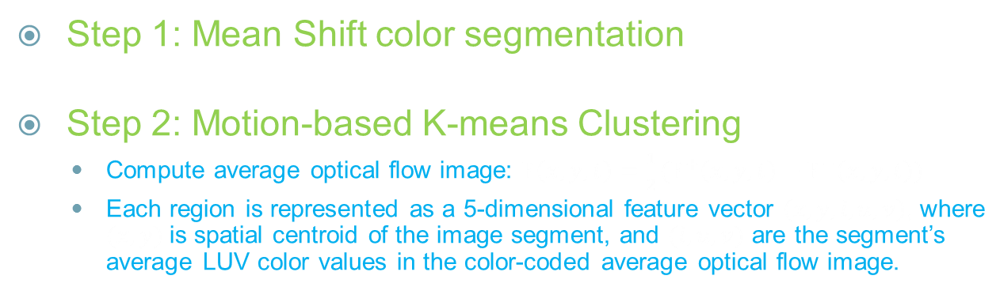 Step 1: Mean Shift color segmentation
Step 2: Motion-based K-means Clustering
Compute average optical flow image:
Each region is represented as a 5-dimensional feature vector where
is spatial centroid of the image segment, and are the segment’s
average LUV color values in the color-coded average optical flow image.